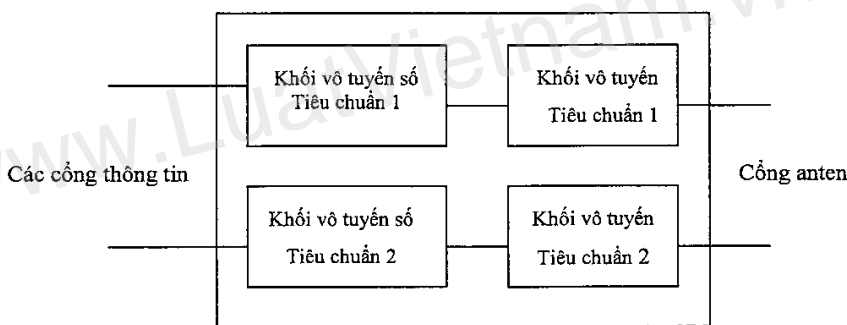 www.LuatVietnam.vn
Khối vô tuyến số
Tiêu chuẩn 1
Khối vô tuyến
Tiêu chuẩn 1
Các cổng thông tin
Cổng anten
Khối vô tuyến số
Tiêu chuẩn 2
Khối vô tuyến
Tiêu chuẩn 2